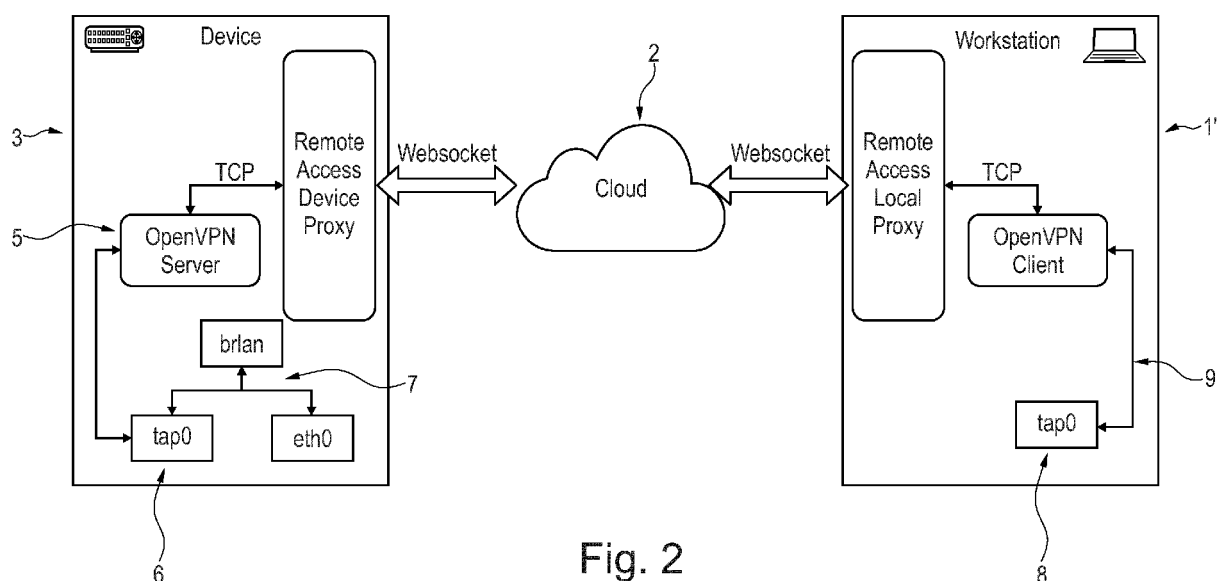 Device
3
Remote
Access
Device
Proxy
TCP
5
OpenVPN
Server
brlan
7
tap0
eth0
6
Websocket
2
Cloud
Websocket
Workstation
1'
Remote
Access
Local
Proxy
TCP
OpenVPN
Client
9
tap0
8
Fig. 2